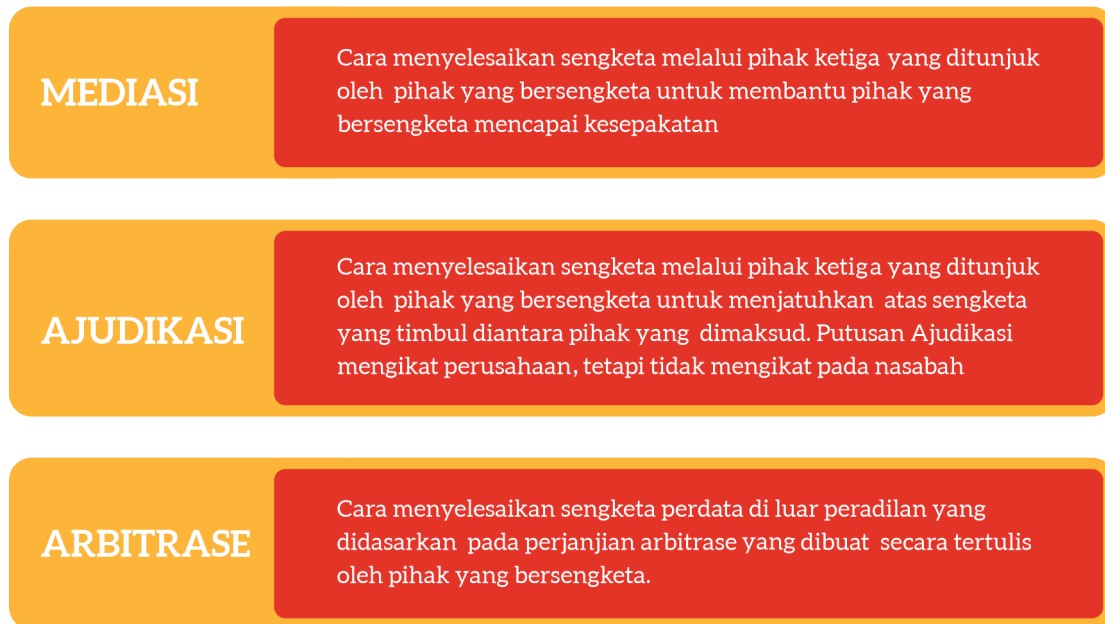 MEDIASI
Cara menyelesaikan sengketa melalui pihak ketiga yang ditunjuk
oleh pihak yang bersengketa untuk membantu pihak yang
bersengketa mencapai kesepakatan
AJUDIKASI
Cara menyelesaikan sengketa melalui pihak ketiga yang ditunjuk
oleh pihak yang bersengketa untuk menjatuhkan atas sengketa
yang timbul diantara pihak yang dimaksud. Putusan Ajudikasi
mengikat perusahaan, tetapi tidak mengikat pada nasabah
ARBITRASE
Cara menyelesaikan sengketa perdata di luar peradilan yang
didasarkan pada perjanjian arbitrase yang dibuat secara tertulis
oleh pihak yang bersengketa.